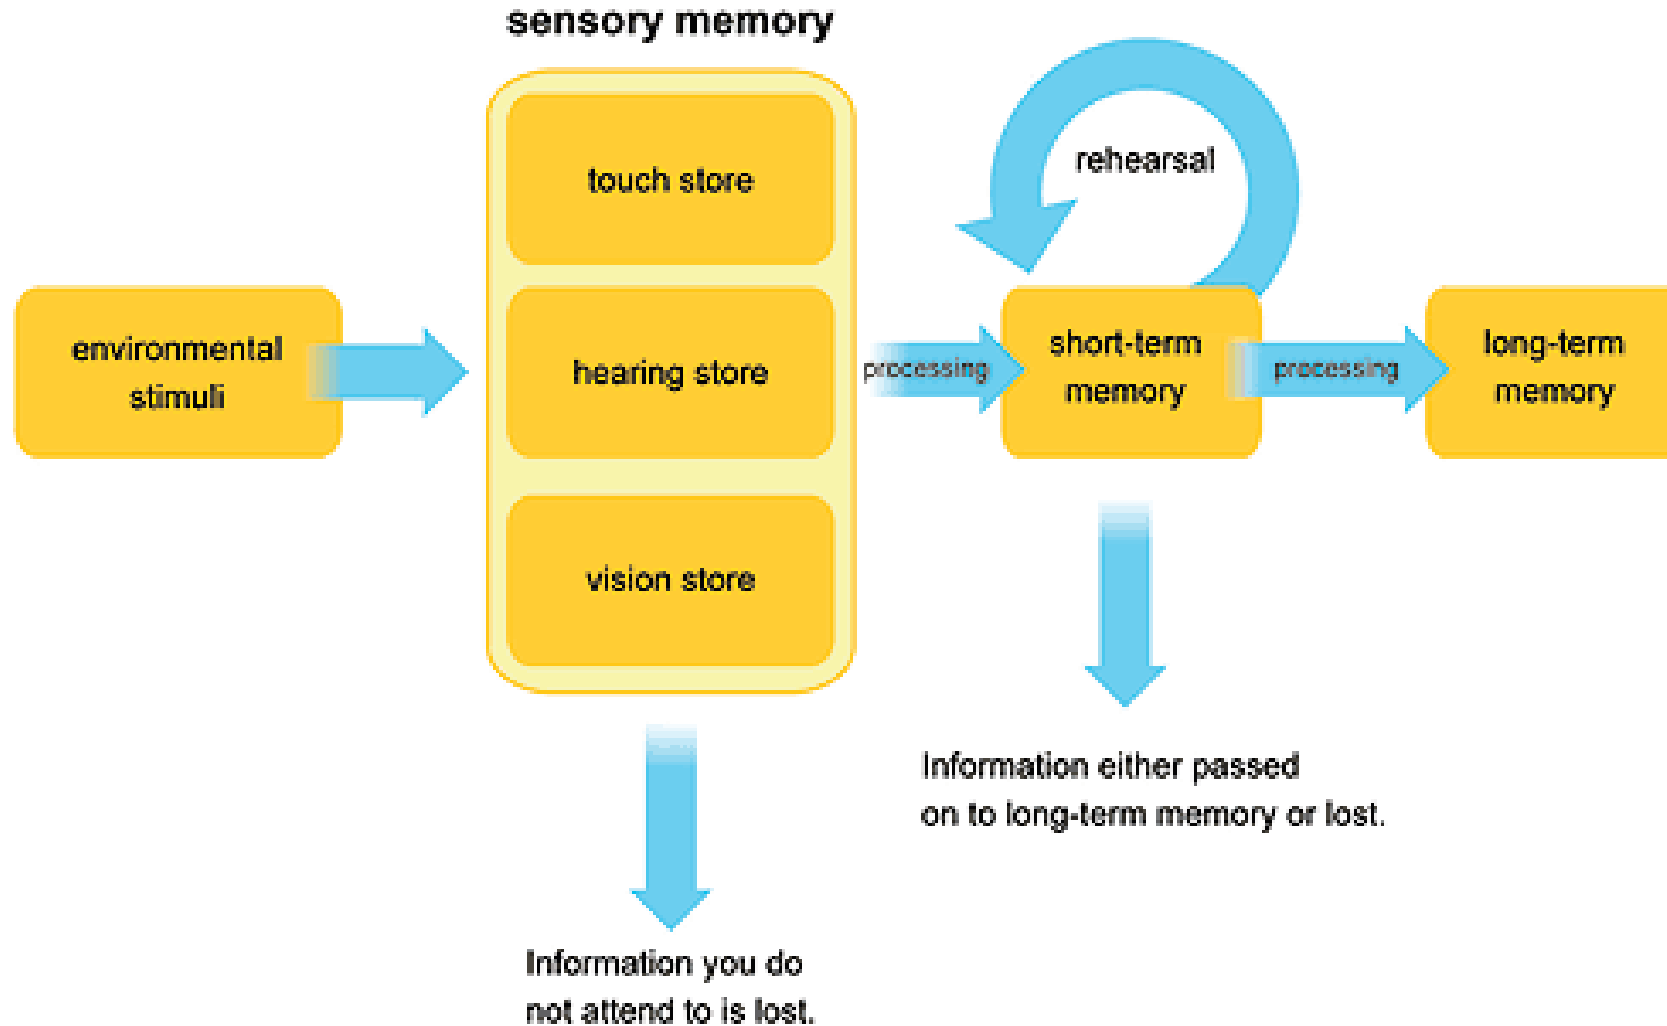 sensory memory
touch store
rehearsal
environmental
stimuli
hearing store
processing
short-term
memory
processing
long-term
memory
vision store
Information either passed
on to long-term memory or lost.
Information you do
not attend to is lost.